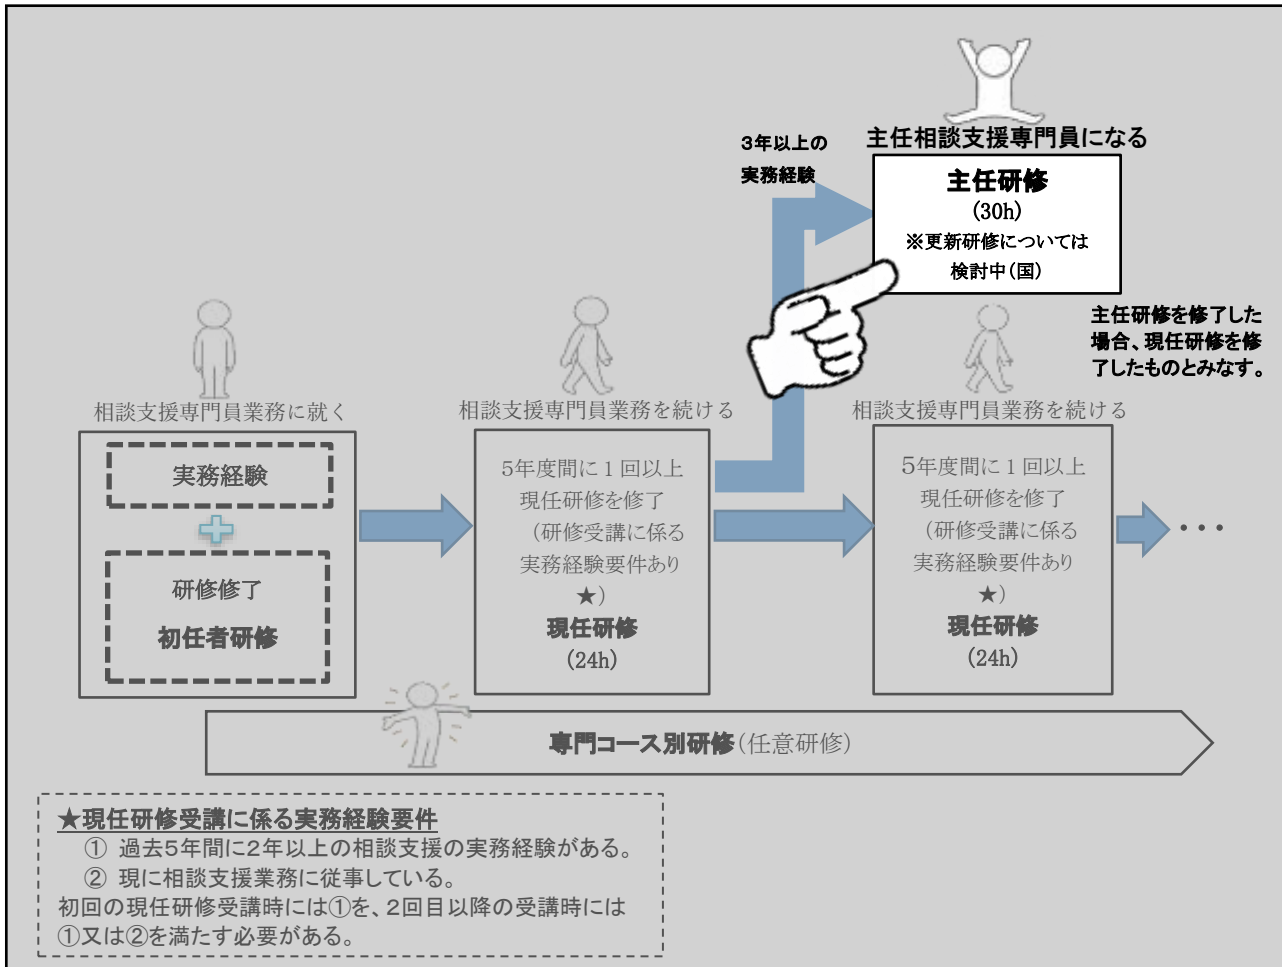 3年以上の
実務経験
主任相談支援専門員になる
主任研修
(30h)
※更新研修については
検討中(国)
主任研修を修了した
場合、現任研修を修
了したものとみなす。
相談支援専門員業務に就く
実務経験
研修修了
初任者研修
相談支援専門員業務を続ける
5年度間に1回以上
現任研修を修了
(研修受講に係る
実務経験要件あり
★)
現任研修
(24h)
相談支援専門員業務を続ける
5年度間に1回以上
現任研修を修了
(研修受講に係る
実務経験要件あり
★)
現任研修
(24h)
・・・
専門コース別研修(任意研修)
★現任研修受講に係る実務経験要件
① 過去5年間に2年以上の相談支援の実務経験がある。
② 現に相談支援業務に従事している。
初回の現任研修受講時には①を、2回目以降の受講時には
①又は②を満たす必要がある。